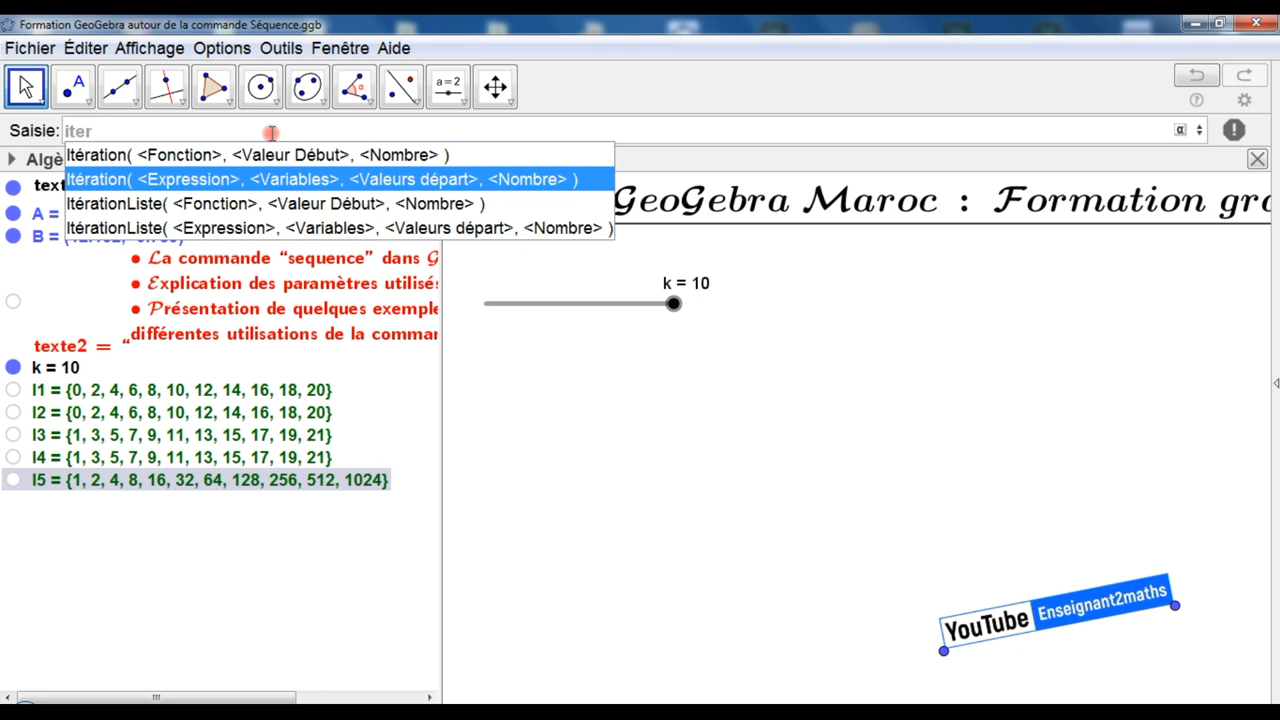 Formation GeoGebra autour de la commande Séquence.ggb
Fichier Éditer Affichage Options Outils Fenêtre Aide
A
α
a=2
Saisie: iter
α
Itération( <Fonction>, <Valeur Début>, <Nombre> )
Itération( <Expression>, <Variables>, <Valeurs départ>, <Nombre> )
ItérationListe( <Fonction>, <Valeur Début>, <Nombre> )
ItérationListe( <Expression>, <Variables>, <Valeurs départ>, <Nombre> )
Algè
text
A =
B =
GeoGebra Maroc : Formation gra
• La commande “sequence” dans G
• Explication des paramètres utilisés
• Présentation de quelques exemple
différentes utilisations de la comman
texte2 = “
k = 10
l1 = {0, 2, 4, 6, 8, 10, 12, 14, 16, 18, 20}
l2 = {0, 2, 4, 6, 8, 10, 12, 14, 16, 18, 20}
l3 = {1, 3, 5, 7, 9, 11, 13, 15, 17, 19, 21}
l4 = {1, 3, 5, 7, 9, 11, 13, 15, 17, 19, 21}
l5 = {1, 2, 4, 8, 16, 32, 64, 128, 256, 512, 1024}
k = 10
YouTube Enseignant2maths